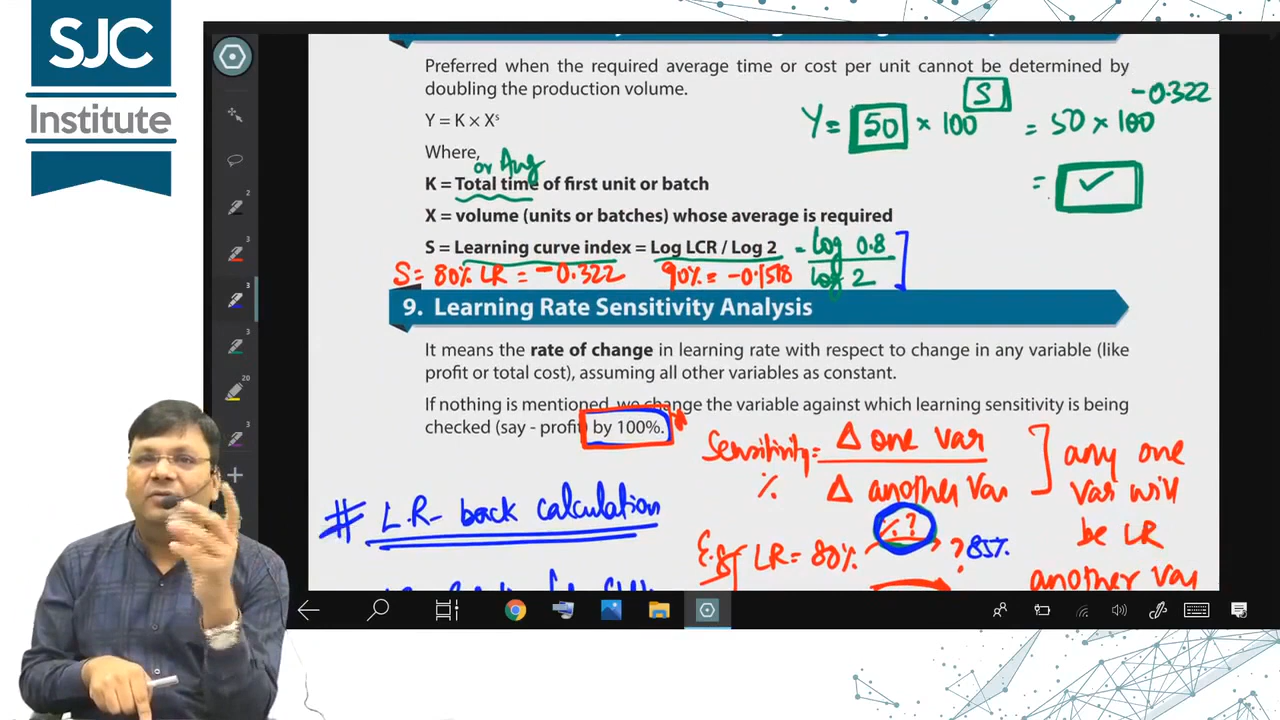 SJC
Institute
Preferred when the required average time or cost per unit cannot be determined by
doubling the production volume.
Y = K × Xˢ
Where,
or Avg
K = Total time of first unit or batch
X = volume (units or batches) whose average is required
S = Learning curve index = Log LCR / Log 2 = log 0.8 / log 2
S = 80% LR = -0.322 90% = -0.1518
Y = 50 × 100 S = 50 × 100 -0.322
= ✓
9. Learning Rate Sensitivity Analysis
It means the rate of change in learning rate with respect to change in any variable (like
profit or total cost), assuming all other variables as constant.
If nothing is mentioned, we change the variable against which learning sensitivity is being
checked (say - profit) by 100%.
Sensitivity = Δ one var
% Δ another var
any one
var will
be LR
another var
# L.R- back calculation
E.g LR = 80% %? ? 85%
2
3
3
3
20